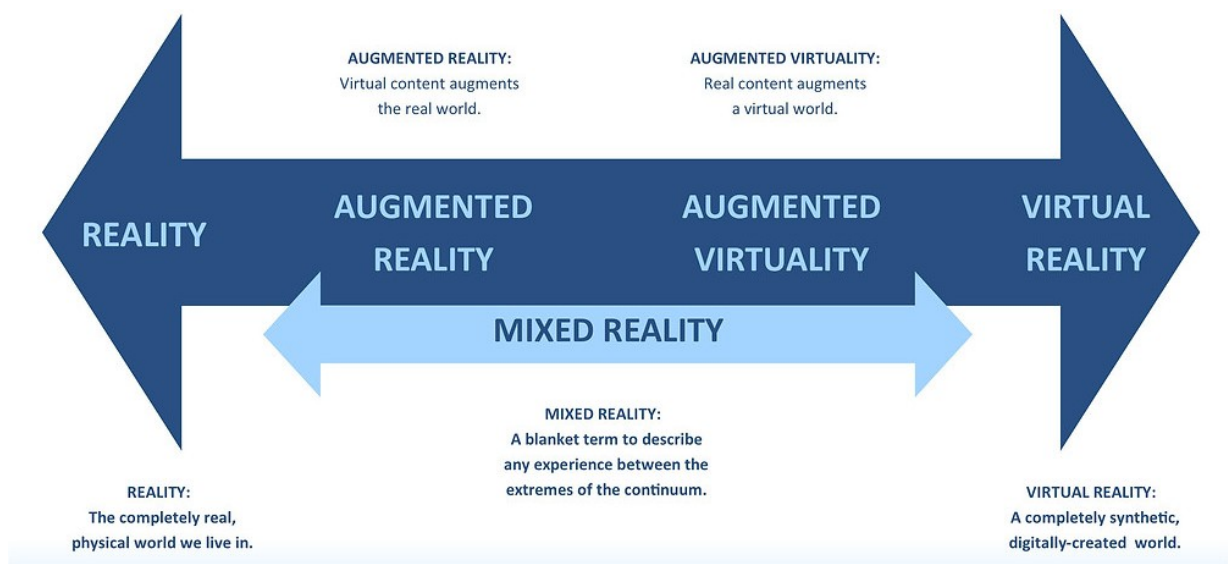 AUGMENTED REALITY:
Virtual content augments
the real world.
AUGMENTED VIRTUALITY:
Real content augments
a virtual world.
REALITY
AUGMENTED
REALITY
AUGMENTED
VIRTUALITY
VIRTUAL
REALITY
MIXED REALITY
MIXED REALITY:
A blanket term to describe
any experience between the
extremes of the continuum.
REALITY:
The completely real,
physical world we live in.
VIRTUAL REALITY:
A completely synthetic,
digitally-created world.